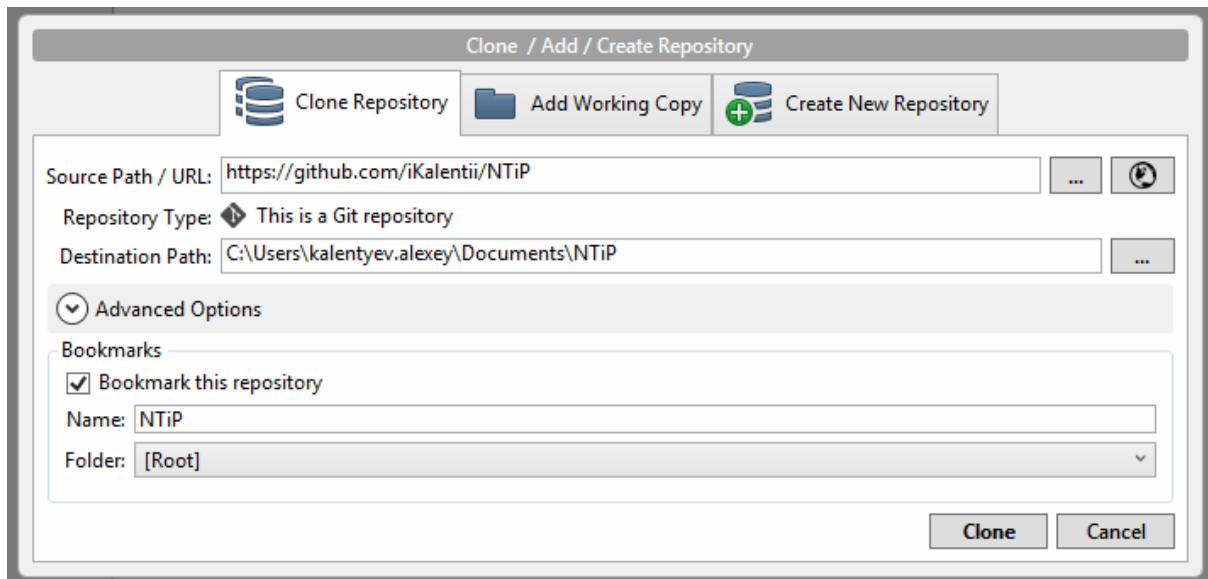 Clone / Add / Create Repository
Clone Repository
Add Working Copy
Create New Repository
Source Path / URL: https://github.com/iKalentii/NTiP ...
Repository Type: This is a Git repository
Destination Path: C:\Users\kalentyev.alexey\Documents\NTiP ...
Advanced Options
Bookmarks
Bookmark this repository
Name: NTiP
Folder: [Root]
Clone Cancel